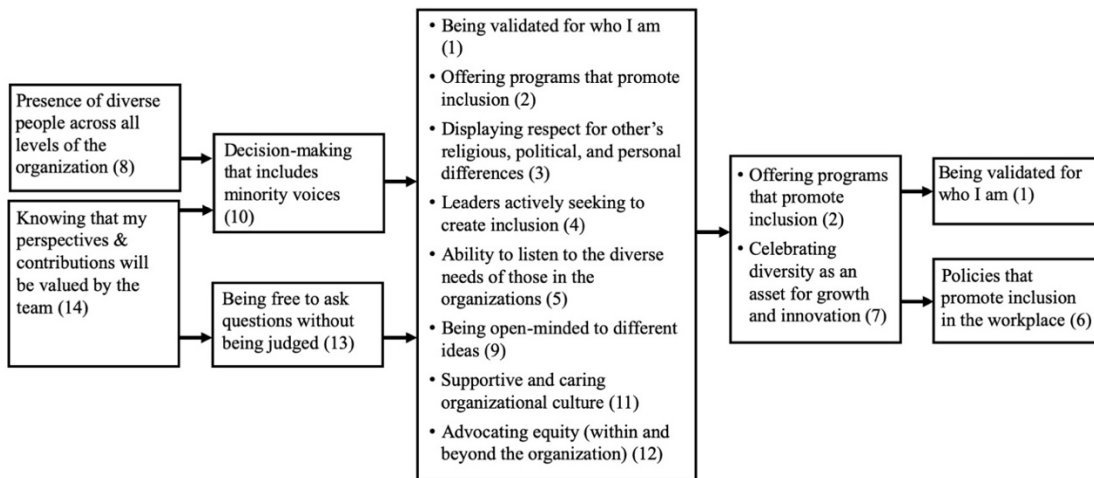 Presence of diverse
people across all
levels of the
organization (8)
Knowing that my
perspectives &
contributions will
be valued by the
team (14)
Decision-making
that includes
minority voices
(10)
Being free to ask
questions without
being judged (13)
• Being validated for who I am
(1)
• Offering programs that promote
inclusion (2)
• Displaying respect for other's
religious, political, and personal
differences (3)
• Leaders actively seeking to
create inclusion (4)
• Ability to listen to the diverse
needs of those in the
organizations (5)
• Being open-minded to different
ideas (9)
• Supportive and caring
organizational culture (11)
• Advocating equity (within and
beyond the organization) (12)
• Offering programs
that promote
inclusion (2)
• Celebrating
diversity as an
asset for growth
and innovation (7)
Being validated for
who I am (1)
Policies that
promote inclusion
in the workplace (6)